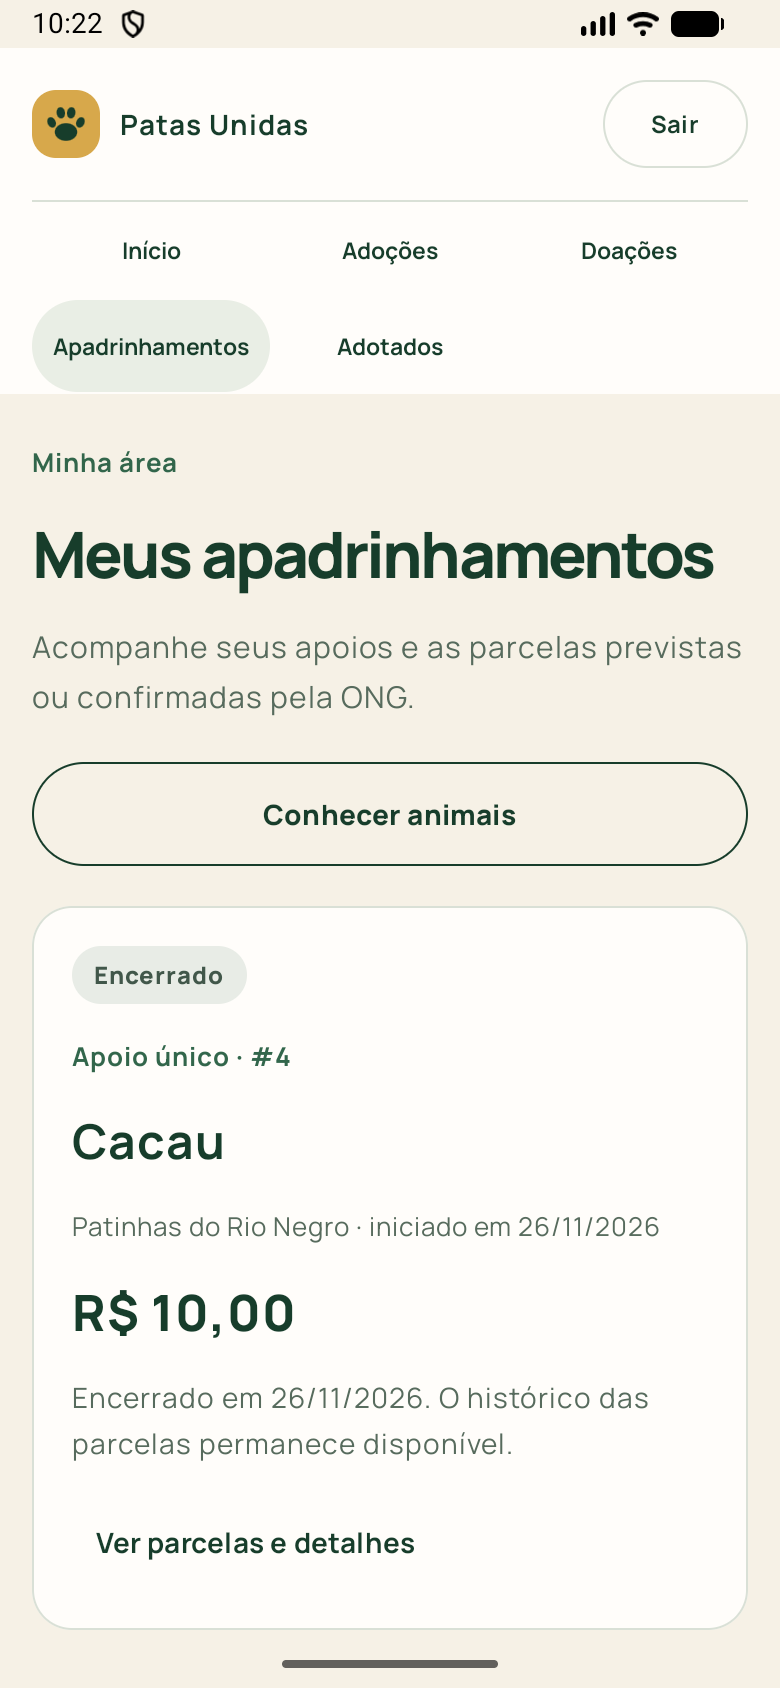 10:22
Patas Unidas
Sair
Início
Adoções
Doações
Apadrinhamentos
Adotados
Minha área
Meus apadrinhamentos
Acompanhe seus apoios e as parcelas previstas
ou confirmadas pela ONG.
Conhecer animais
Encerrado
Apoio único · #4
Cacau
Patinhas do Rio Negro · iniciado em 26/11/2026
R$ 10,00
Encerrado em 26/11/2026. O histórico das
parcelas permanece disponível.
Ver parcelas e detalhes